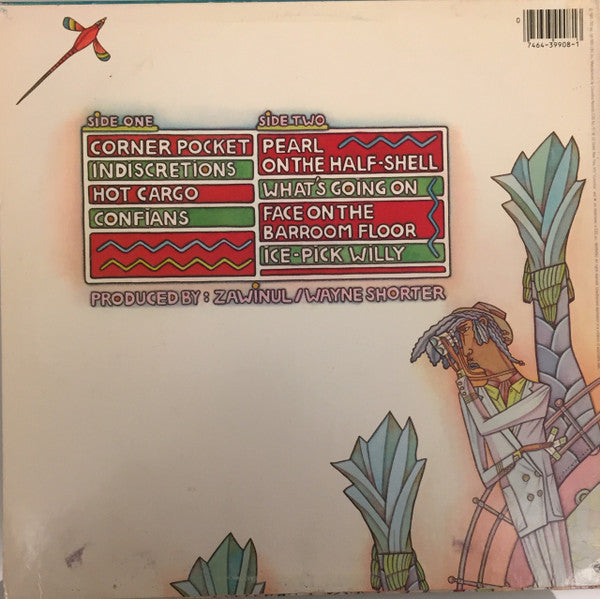 7464-39908-1
SIDE ONE
CORNER POCKET
INDISCRETIONS
HOT CARGO
CONFIANS
SIDE TWO
PEARL
ON THE HALF-SHELL
WHAT'S GOING ON
FACE ON THE
BARROOM FLOOR
ICE-PICK WILLY
PRODUCED BY: ZAWINUL/WAYNE SHORTER